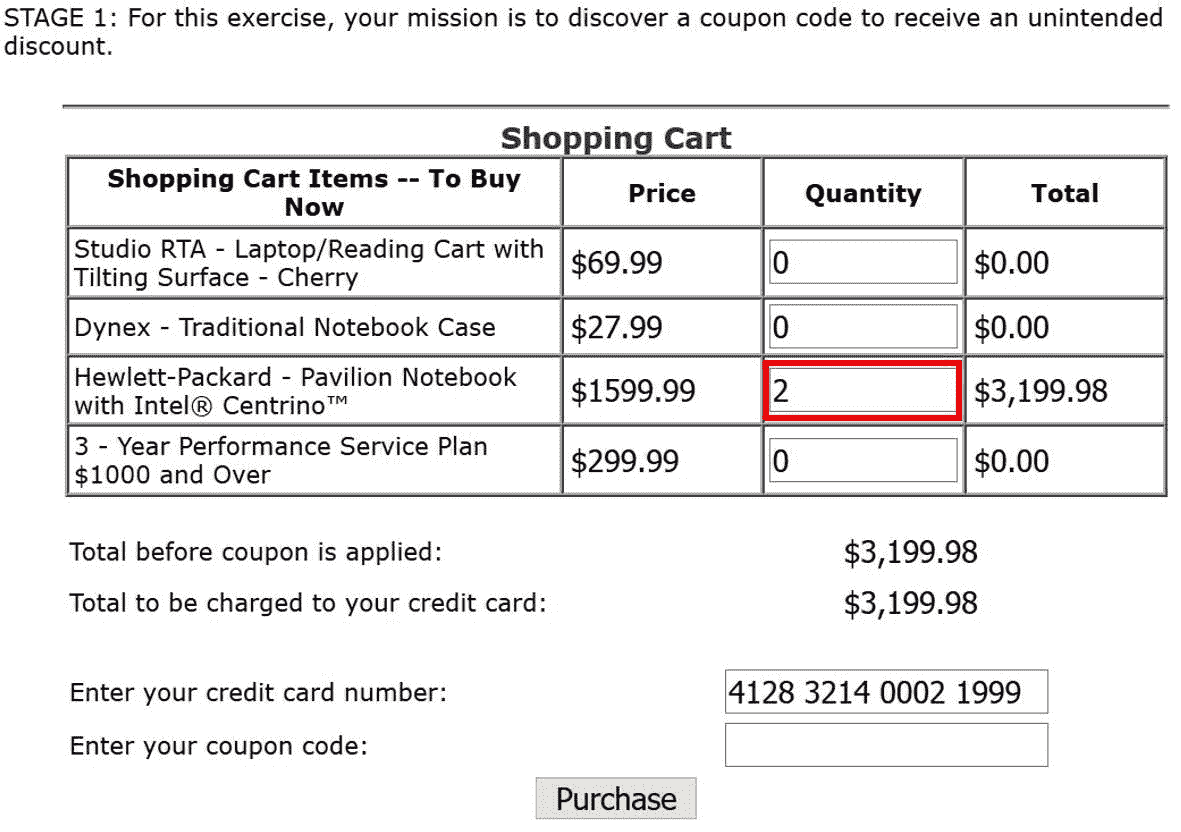 STAGE 1: For this exercise, your mission is to discover a coupon code to receive an unintended
discount.
Shopping Cart
Shopping Cart Items -- To Buy
Now
Price
Quantity
Total
Studio RTA - Laptop/Reading Cart with
Tilting Surface - Cherry
$69.99
0
$0.00
Dynex - Traditional Notebook Case
$27.99
0
$0.00
Hewlett-Packard - Pavilion Notebook
with Intel® Centrino™
$1599.99
2
$3,199.98
3 - Year Performance Service Plan
$1000 and Over
$299.99
0
$0.00
Total before coupon is applied:
$3,199.98
Total to be charged to your credit card:
$3,199.98
Enter your credit card number:
4128 3214 0002 1999
Enter your coupon code:
Purchase